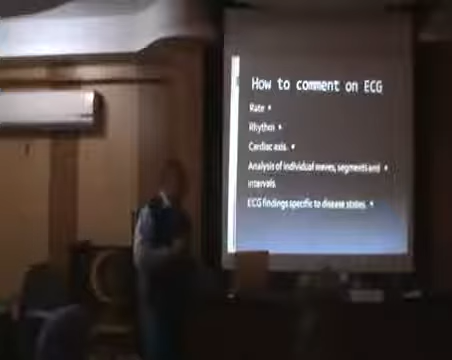 How to comment on ECG
Rate •
Rhythm •
Cardiac axis. •
Analysis of individual waves, segments and •
intervals
ECG findings specific to disease states. •